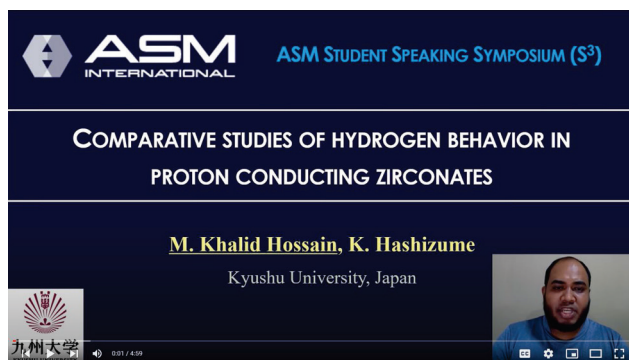 ASM
INTERNATIONAL
ASM STUDENT SPEAKING SYMPOSIUM (S³)
COMPARATIVE STUDIES OF HYDROGEN BEHAVIOR IN
PROTON CONDUCTING ZIRCONATES
M. Khalid Hossain, K. Hashizume
Kyushu University, Japan
九州大学
0:01 / 4:59
CC